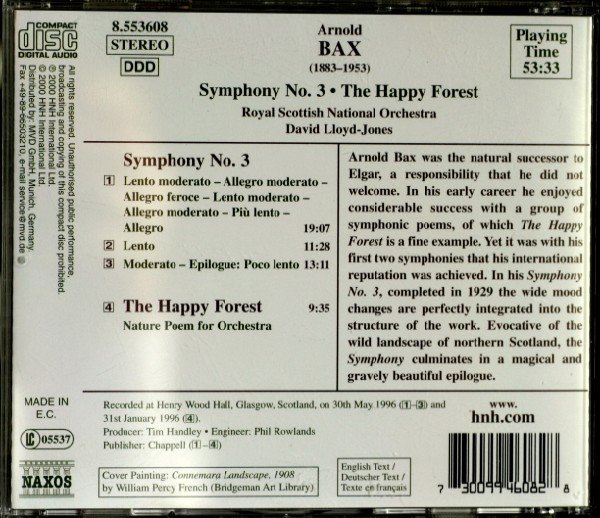 COMPACT
disc
DIGITAL AUDIO
8.553608
STEREO
DDD
Arnold
BAX
(1883–1953)
Playing
Time
53:33
Symphony No. 3 • The Happy Forest
Royal Scottish National Orchestra
David Lloyd-Jones
All rights reserved. Unauthorised public performance,
broadcasting and copying of this compact disc prohibited.
℗ 2000 HNH International Ltd.
© 2000 HNH International Ltd.
Distributed by: MVD GmbH, Munich, Germany.
Fax +49-89-66503210, e-mail service@mvd.de
Symphony No. 3
1 Lento moderato – Allegro moderato –
Allegro feroce – Lento moderato –
Allegro moderato – Più lento –
Allegro 19:07
2 Lento 11:28
3 Moderato – Epilogue: Poco lento 13:11
4 The Happy Forest 9:35
Nature Poem for Orchestra
Arnold Bax was the natural successor to
Elgar, a responsibility that he did not
welcome. In his early career he enjoyed
considerable success with a group of
symphonic poems, of which The Happy
Forest is a fine example. Yet it was with his
first two symphonies that his international
reputation was achieved. In his Symphony
No. 3, completed in 1929 the wide mood
changes are perfectly integrated into the
structure of the work. Evocative of the
wild landscape of northern Scotland, the
Symphony culminates in a magical and
gravely beautiful epilogue.
MADE IN
E.C.
LC 05537
NAXOS
Recorded at Henry Wood Hall, Glasgow, Scotland, on 30th May 1996 (1–3) and
31st January 1996 (4).
Producer: Tim Handley • Engineer: Phil Rowlands
Publisher: Chappell (1–4)
Cover Painting: Connemara Landscape, 1908
by William Percy French (Bridgeman Art Library)
English Text /
Deutscher Text /
Texte en français
www.
hnh.com
7 30099 46082 8